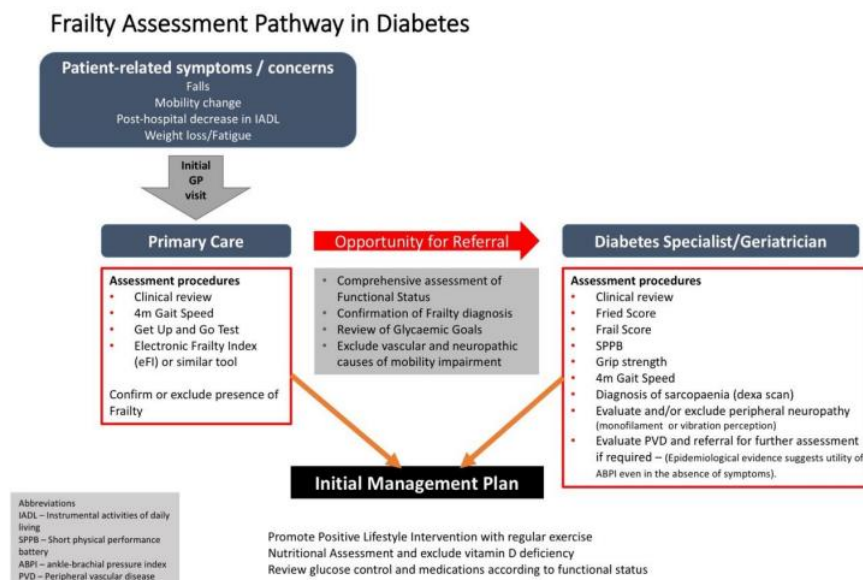 Frailty Assessment Pathway in Diabetes
Patient-related symptoms / concerns
Falls
Mobility change
Post-hospital decrease in IADL
Weight loss/Fatigue
Initial
GP
visit
Primary Care
Opportunity for Referral
Diabetes Specialist/Geriatrician
Assessment procedures
• Clinical review
• 4m Gait Speed
• Get Up and Go Test
• Electronic Frailty Index
(eFI) or similar tool
Confirm or exclude presence of
Frailty
• Comprehensive assessment of
Functional Status
• Confirmation of Frailty diagnosis
• Review of Glycaemic Goals
• Exclude vascular and neuropathic
causes of mobility impairment
Assessment procedures
• Clinical review
• Fried Score
• Frail Score
• SPPB
• Grip strength
• 4m Gait Speed
• Diagnosis of sarcopaenia (dexa scan)
• Evaluate and/or exclude peripheral neuropathy
(monofilament or vibration perception)
• Evaluate PVD and referral for further assessment
if required – (Epidemiological evidence suggests utility of
ABPI even in the absence of symptoms).
Initial Management Plan
Abbreviations
IADL – Instrumental activities of daily
living
SPPB – Short physical performance
battery
ABPI – ankle-brachial pressure index
PVD – Peripheral vascular disease
Promote Positive Lifestyle Intervention with regular exercise
Nutritional Assessment and exclude vitamin D deficiency
Review glucose control and medications according to functional status